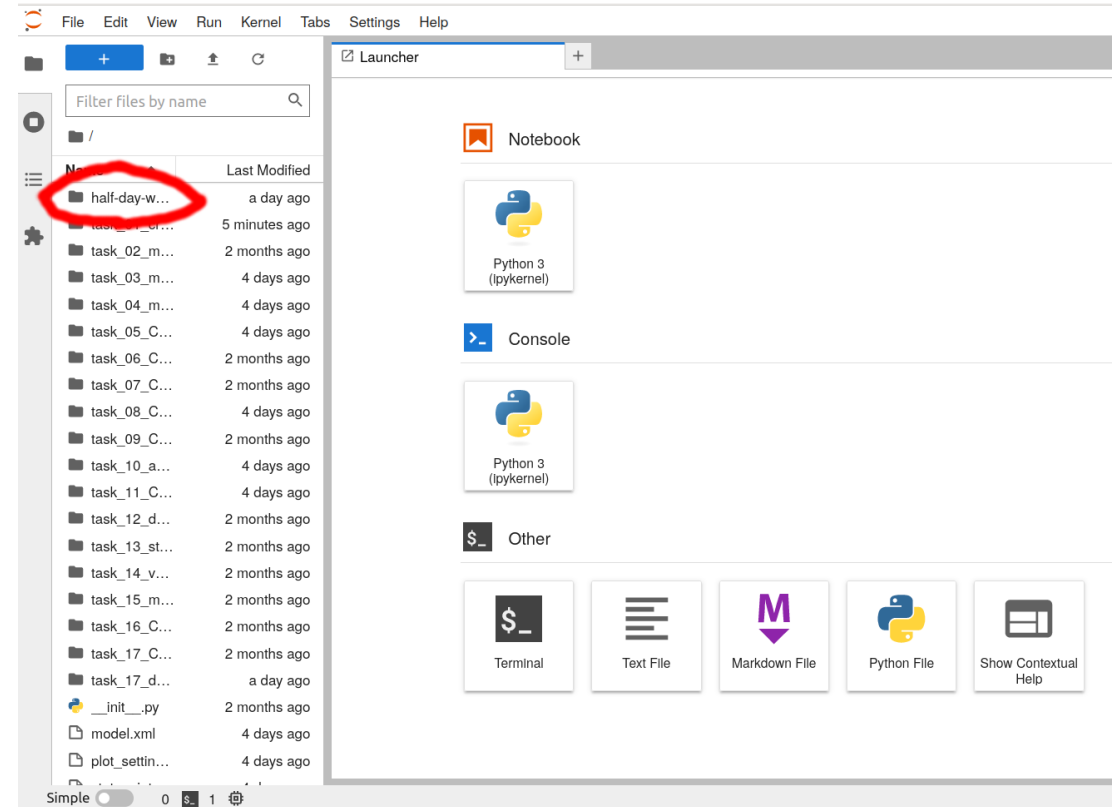 File Edit View Run Kernel Tabs Settings Help
+
Launcher
+
Filter files by name
/
Last Modified
half-day-w… a day ago
5 minutes ago
task_02_m… 2 months ago
task_03_m… 4 days ago
task_04_m… 4 days ago
task_05_C… 4 days ago
task_06_C… 2 months ago
task_07_C… 2 months ago
task_08_C… 4 days ago
task_09_C… 2 months ago
task_10_a… 4 days ago
task_11_C… 4 days ago
task_12_d… 2 months ago
task_13_st… 2 months ago
task_14_v… 2 months ago
task_15_m… 2 months ago
task_16_C… 2 months ago
task_17_C… 2 months ago
task_17_d… a day ago
__init__.py 2 months ago
model.xml 4 days ago
plot_settin… 4 days ago
Simple 0 $_ 1
Notebook
Python 3
(ipykernel)
>_ Console
Python 3
(ipykernel)
$_ Other
$_
Terminal
Text File
M
Markdown File
Python File
Show Contextual
Help